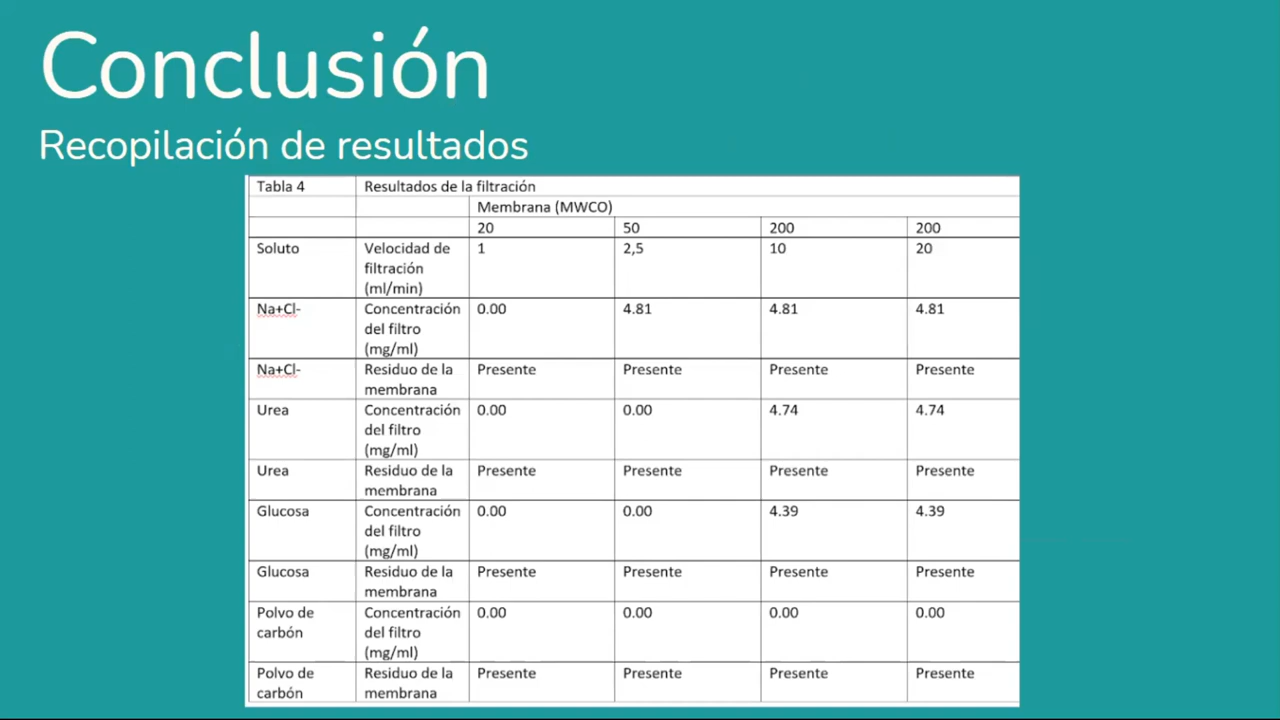 Conclusión
Recopilación de resultados
Tabla 4 Resultados de la filtración
Membrana (MWCO)
20 50 200 200
Soluto Velocidad de 1 2,5 10 20
filtración
(ml/min)
Na+Cl- Concentración 0.00 4.81 4.81 4.81
del filtro
(mg/ml)
Na+Cl- Residuo de la Presente Presente Presente Presente
membrana
Urea Concentración 0.00 0.00 4.74 4.74
del filtro
(mg/ml)
Urea Residuo de la Presente Presente Presente Presente
membrana
Glucosa Concentración 0.00 0.00 4.39 4.39
del filtro
(mg/ml)
Glucosa Residuo de la Presente Presente Presente Presente
membrana
Polvo de Concentración 0.00 0.00 0.00 0.00
carbón del filtro
(mg/ml)
Polvo de Residuo de la Presente Presente Presente Presente
carbón membrana